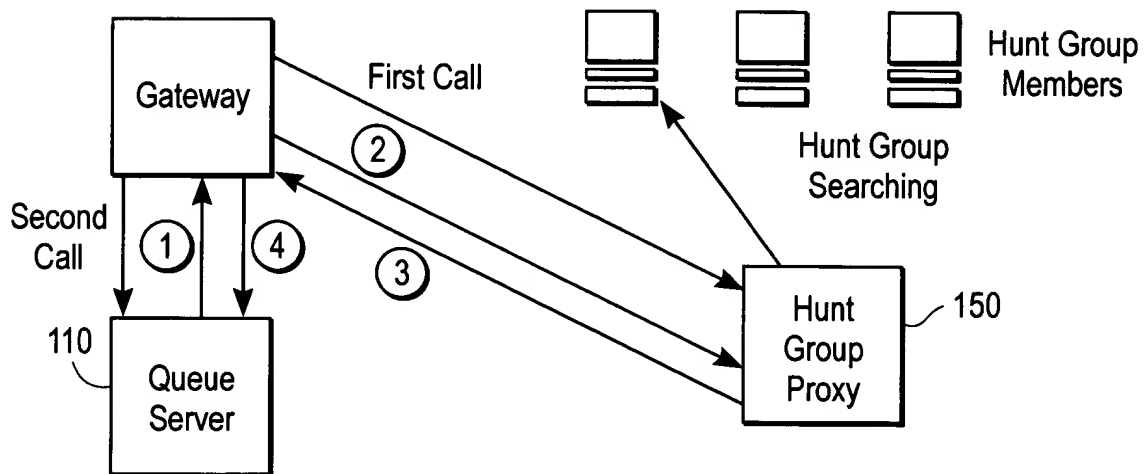 Gateway
First Call
Hunt Group
Members
2
Hunt Group
Searching
Second
Call
1
4
3
110
Queue
Server
Hunt
Group
Proxy
150